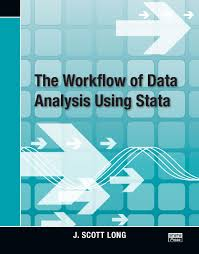 The Workflow of Data
Analysis Using Stata
J. SCOTT LONG